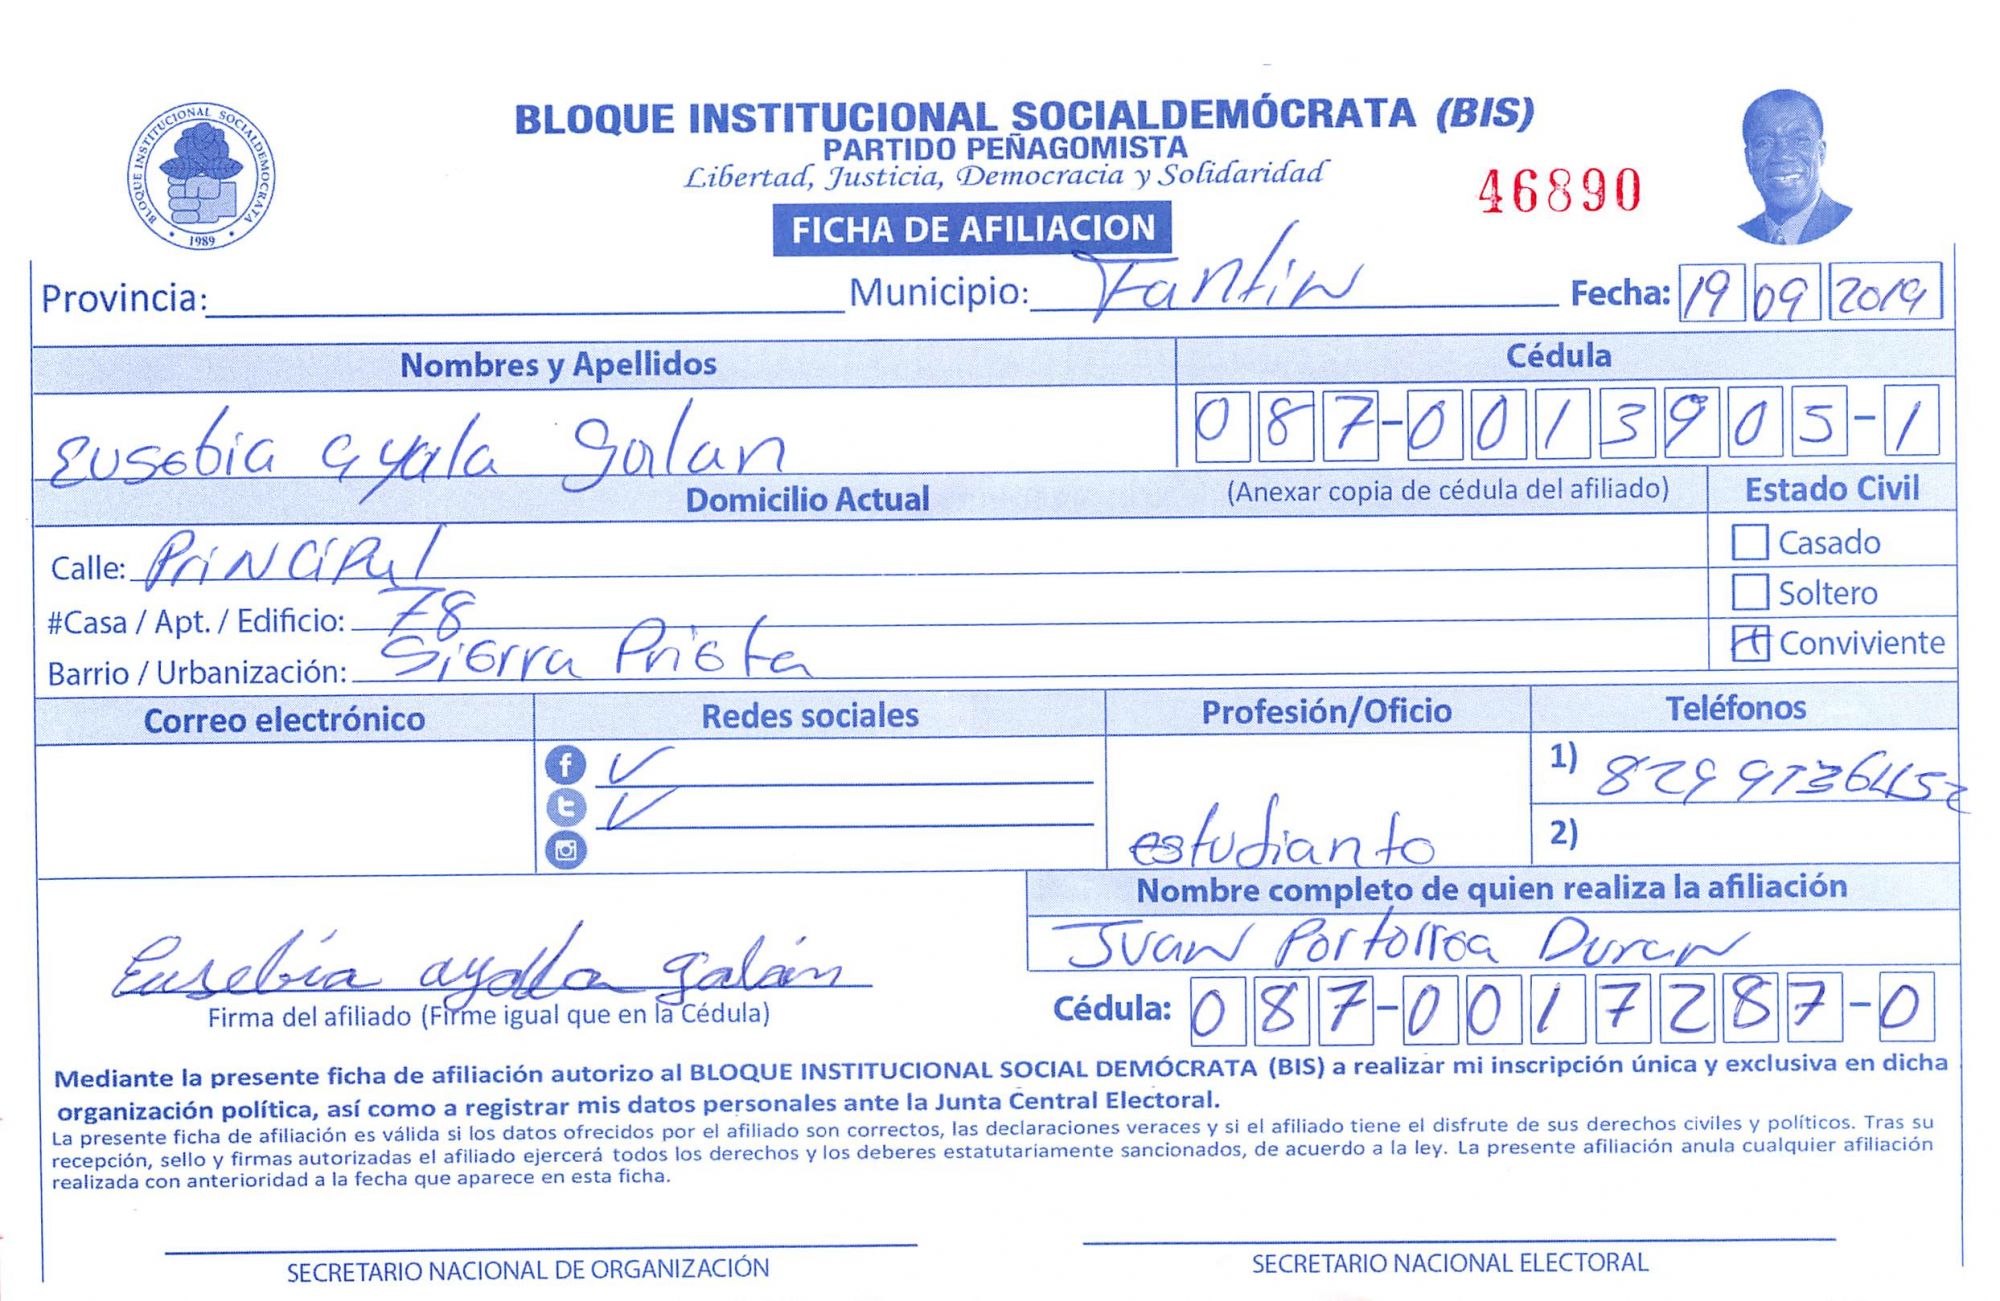 BLOQUE INSTITUCIONAL SOCIALDEMÓCRATA (BIS)
PARTIDO PEÑAGOMISTA
Libertad, Justicia, Democracia y Solidaridad
46890
BLOQUE INSTITUCIONAL SOCIALDEMOCRATA
1989
FICHA DE AFILIACION
Provincia: Municipio: Fantin Fecha: 19 09 2019
Nombres y Apellidos Cédula
Eusebia ayala galan 087-0013905-1
Domicilio Actual (Anexar copia de cédula del afiliado) Estado Civil
Calle: Principal Casado
#Casa / Apt. / Edificio: 78 Soltero
Barrio / Urbanización: Sierra Prieta Conviviente
Correo electrónico Redes sociales Profesión/Oficio Teléfonos
1) 8299736452
estudiante 2)
Nombre completo de quien realiza la afiliación
Juan Portorroa Duran
Eusebia ayala galán
Firma del afiliado (Firme igual que en la Cédula) Cédula: 087-0017287-0
Mediante la presente ficha de afiliación autorizo al BLOQUE INSTITUCIONAL SOCIAL DEMÓCRATA (BIS) a realizar mi inscripción única y exclusiva en dicha
organización política, así como a registrar mis datos personales ante la Junta Central Electoral.
La presente ficha de afiliación es válida si los datos ofrecidos por el afiliado son correctos, las declaraciones veraces y si el afiliado tiene el disfrute de sus derechos civiles y políticos. Tras su
recepción, sello y firmas autorizadas el afiliado ejercerá todos los derechos y los deberes estatutariamente sancionados, de acuerdo a la ley. La presente afiliación anula cualquier afiliación
realizada con anterioridad a la fecha que aparece en esta ficha.
SECRETARIO NACIONAL DE ORGANIZACIÓN SECRETARIO NACIONAL ELECTORAL